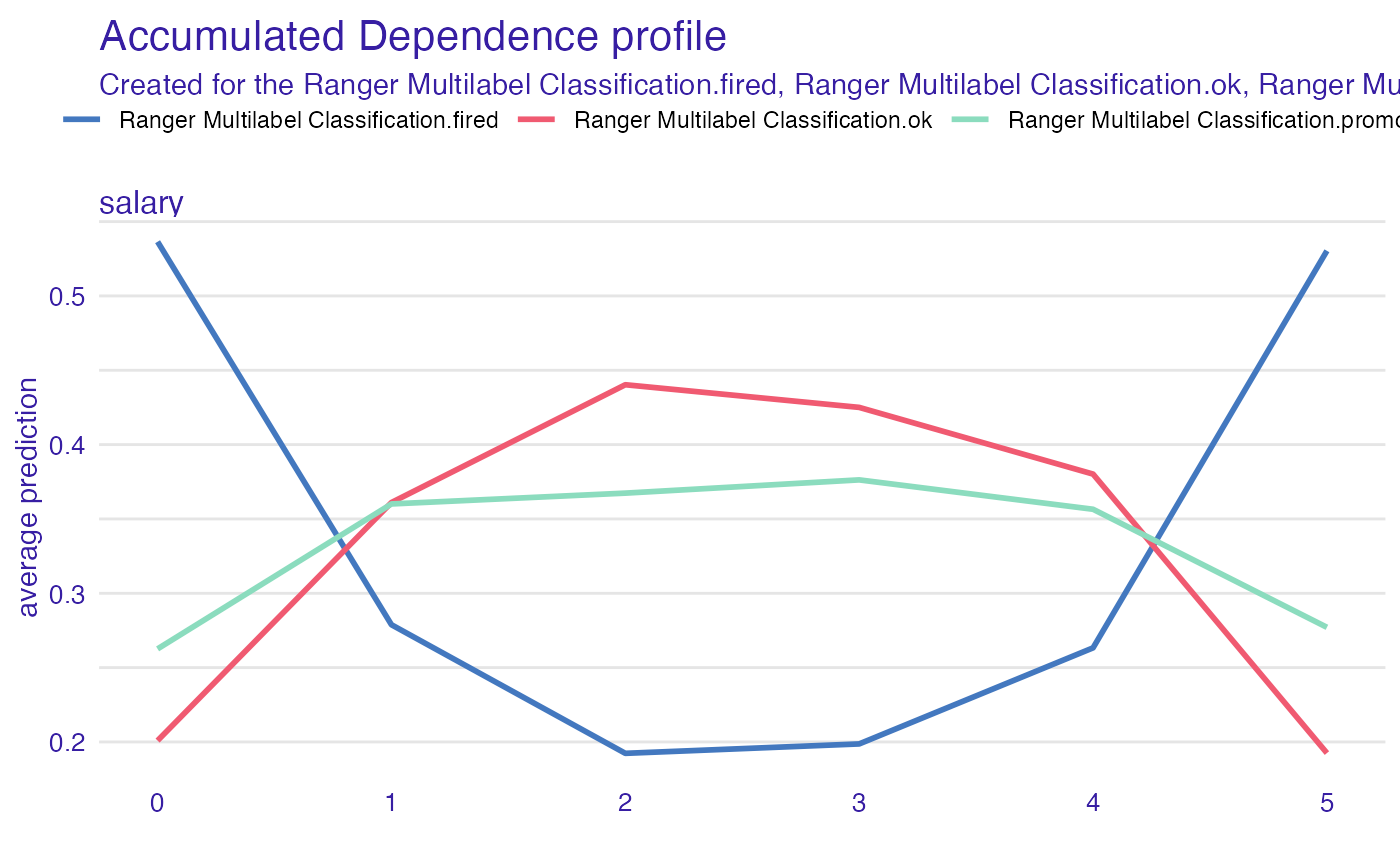 Accumulated Dependence profile
Created for the Ranger Multilabel Classification.fired, Ranger Multilabel Classification.ok, Ranger Mu
Ranger Multilabel Classification.fired Ranger Multilabel Classification.ok Ranger Multilabel Classification.promo
salary
average prediction
0.5
0.4
0.3
0.2
0 1 2 3 4 5